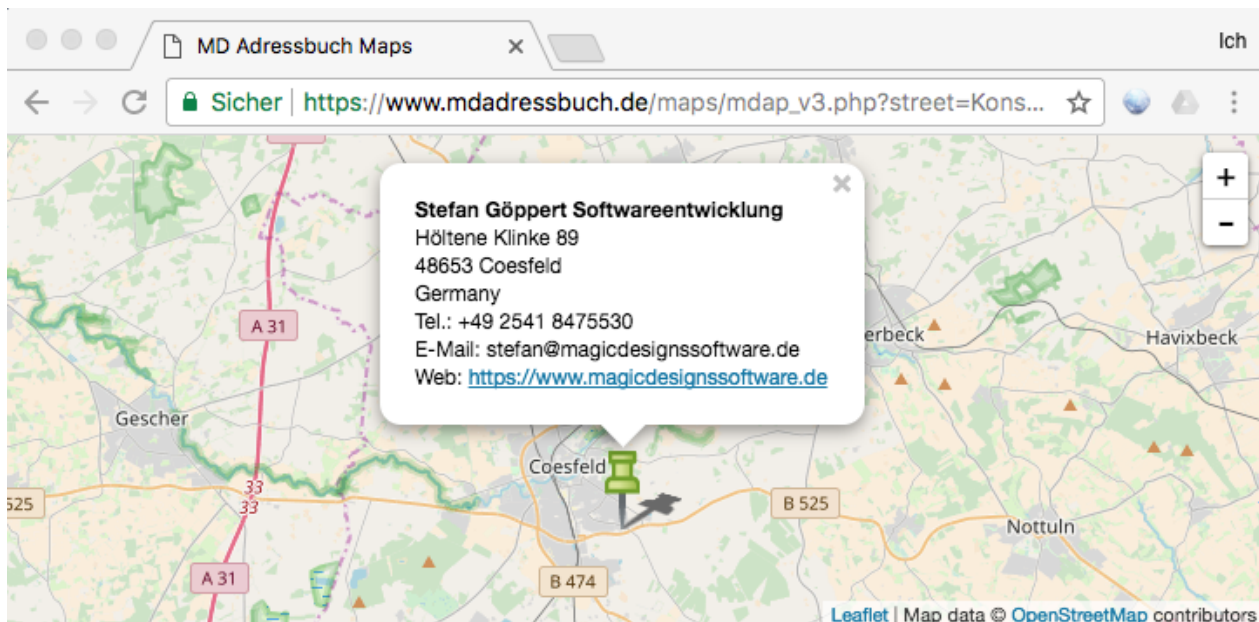 MD Adressbuch Maps
Ich
Sicher | https://www.mdadressbuch.de/maps/mdap_v3.php?street=Kons...
Stefan Göppert Softwareentwicklung
Höltene Klinke 89
48653 Coesfeld
Germany
Tel.: +49 2541 8475530
E-Mail: stefan@magicdesignssoftware.de
Web: https://www.magicdesignssoftware.de
+
-
A 31
erbeck
Havixbeck
Gescher
Coesfeld
33
33
525
B 525
Nottuln
A 31
B 474
Leaflet | Map data © OpenStreetMap contributors